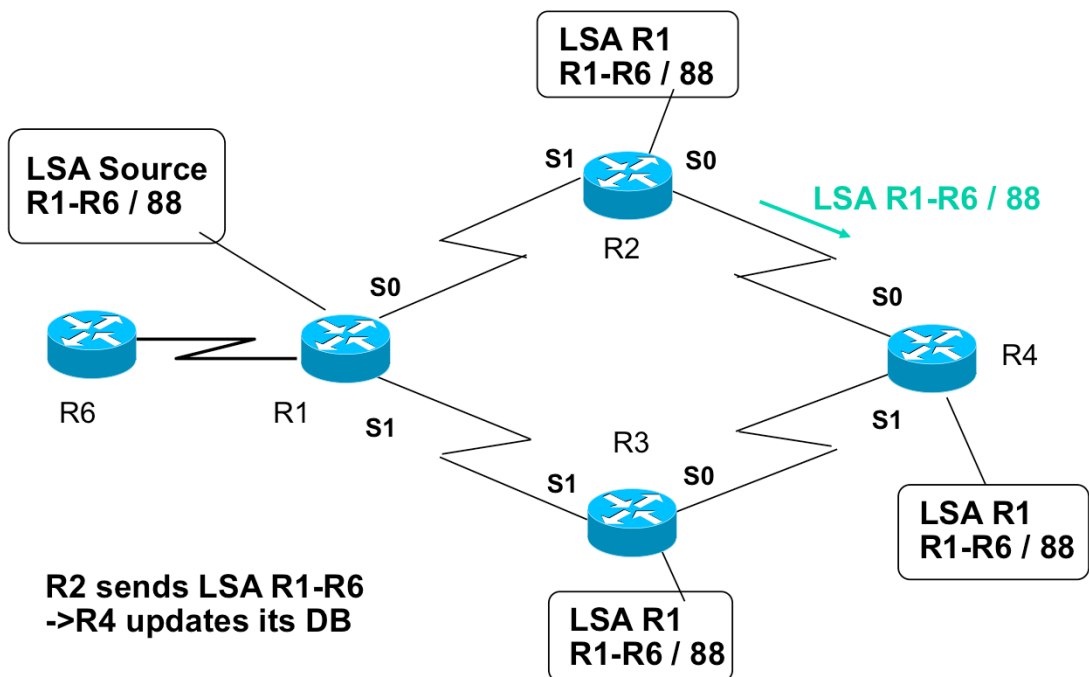 LSA R1
R1-R6 / 88
LSA Source
R1-R6 / 88
S1
S0
LSA R1-R6 / 88
R2
S0
S0
R4
R6
R1
S1
S1
R3
S1
S0
LSA R1
R1-R6 / 88
R2 sends LSA R1-R6
->R4 updates its DB
LSA R1
R1-R6 / 88